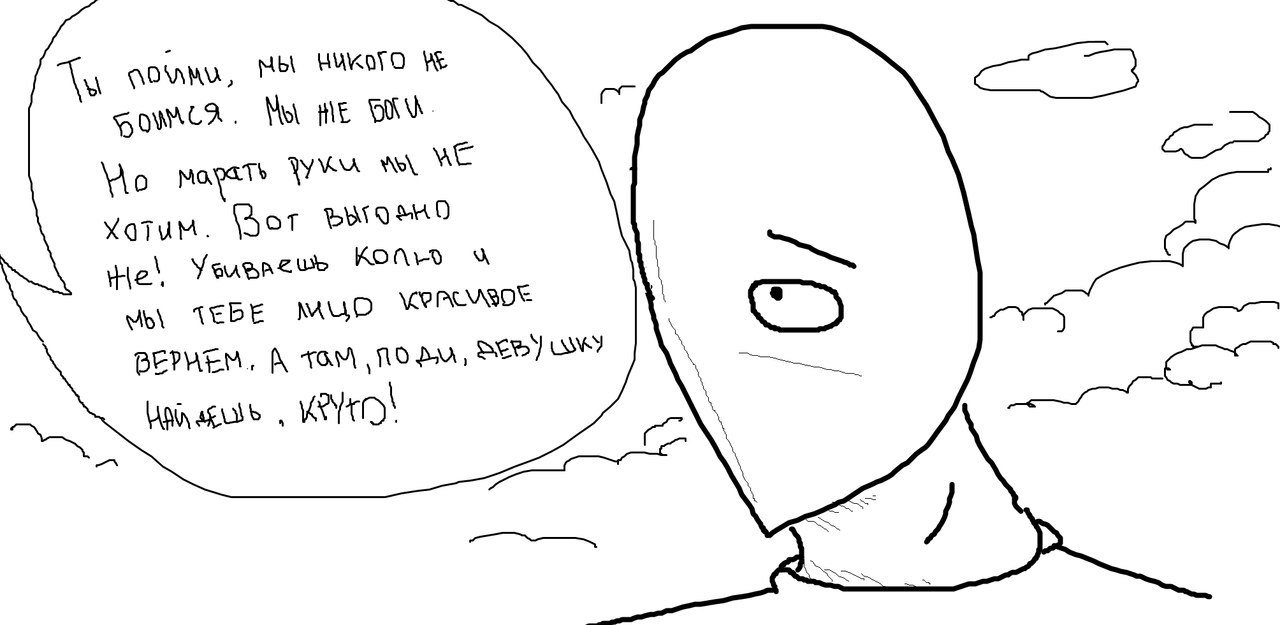 Ты пойми, мы никого не
боимся. Мы же боги.
Но марать руки мы не
хотим. Вот выгодно
же! Убиваешь Колью и
мы тебе лицо красивое
вернем. А там, поди, девушку
найдешь, круто!